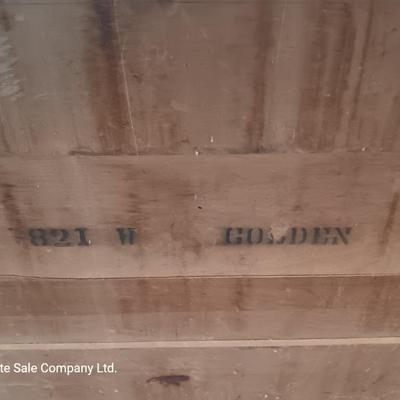 821 W GOLDEN
te Sale Company Ltd.